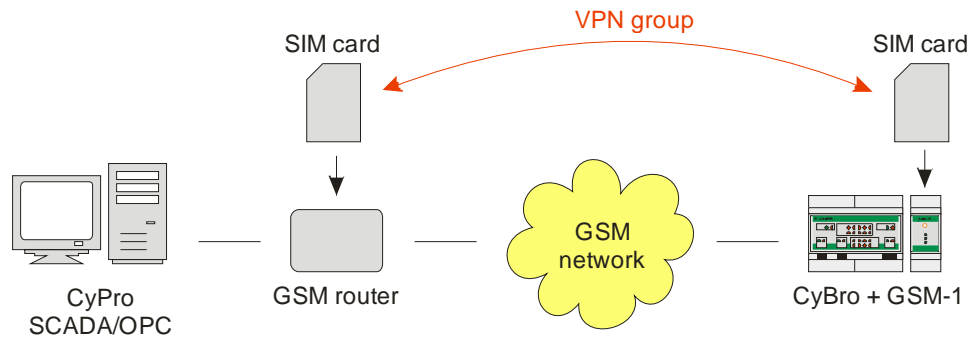 VPN group
SIM card
SIM card
GSM
network
CyPro
SCADA/OPC
GSM router
CyBro + GSM-1